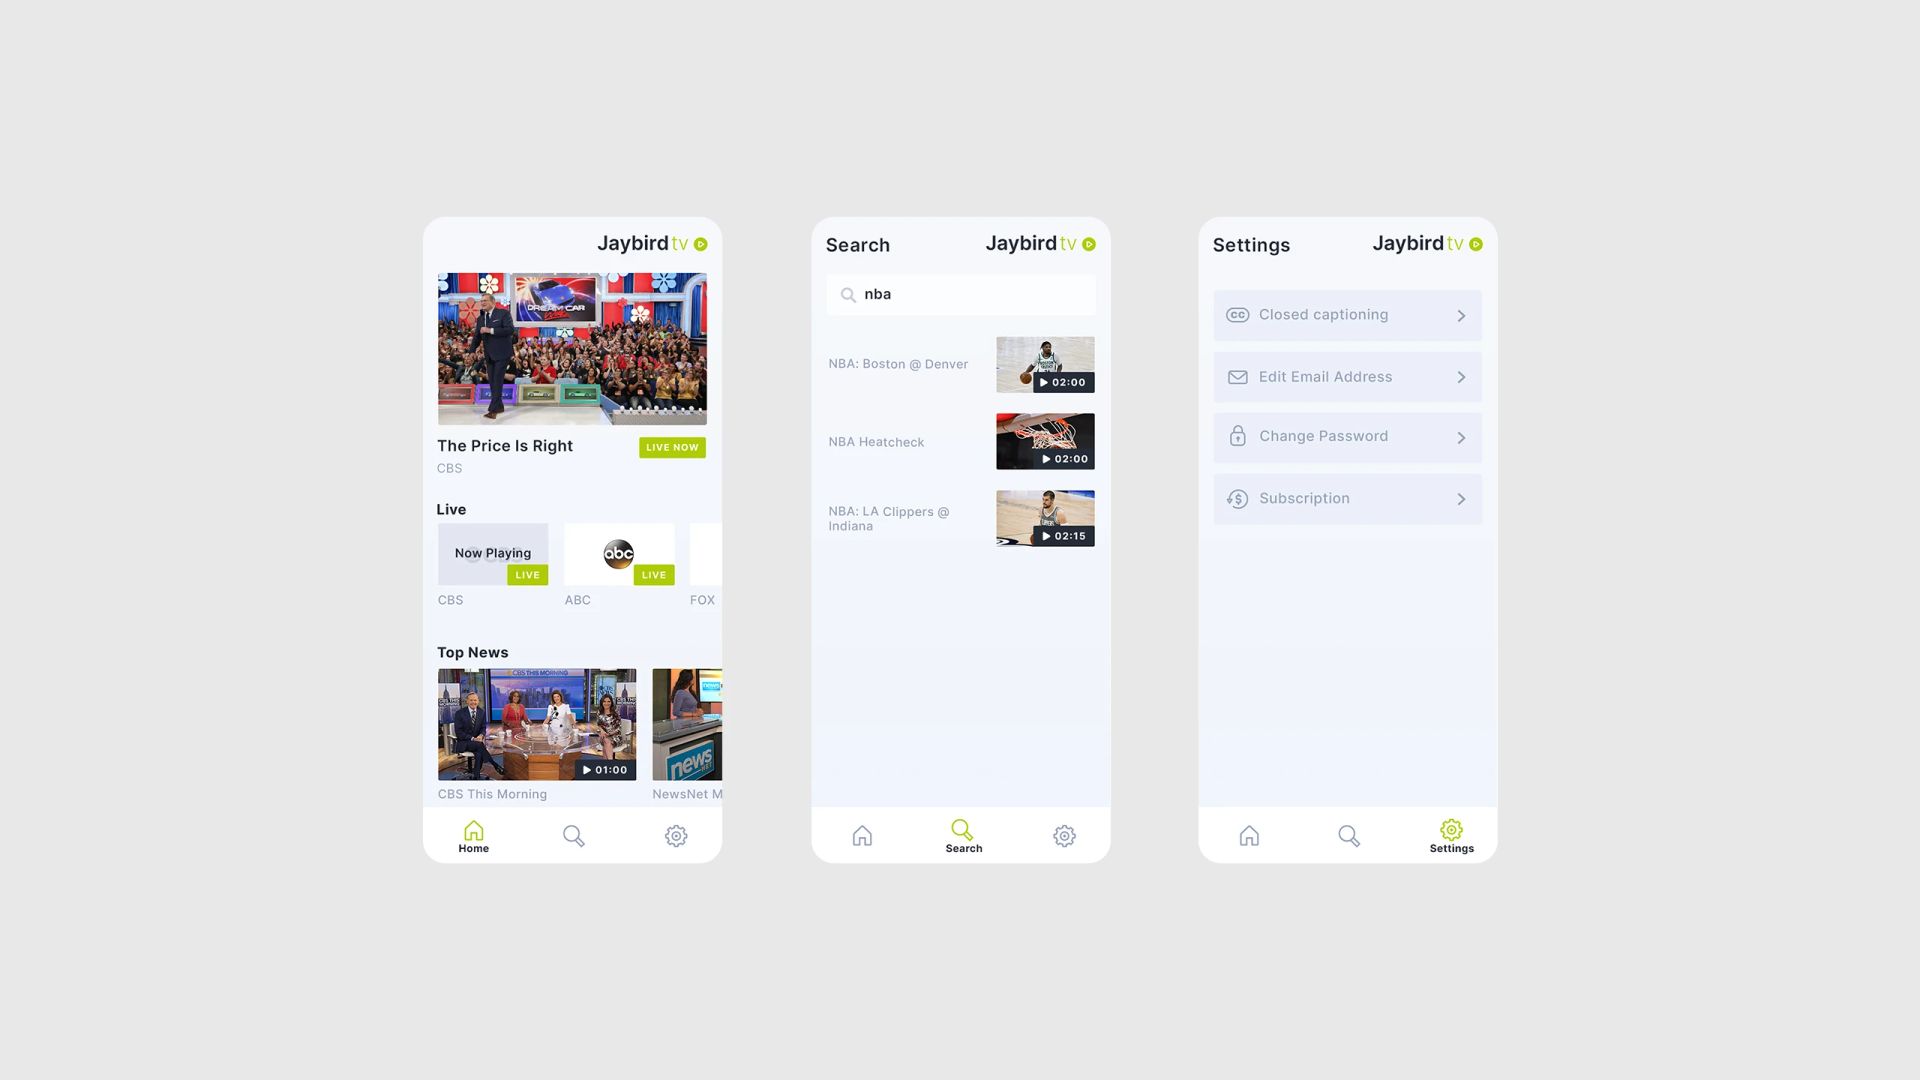 Jaybird tv
DREAM CAR
The Price Is Right
LIVE NOW
CBS
Live
Now Playing
LIVE
CBS
abc
LIVE
ABC
FOX
Top News
CBS THIS MORNING
01:00
CBS This Morning
news
NET
NewsNet M
Home
Search
Jaybird tv
nba
NBA: Boston @ Denver
02:00
NBA Heatcheck
02:00
NBA: LA Clippers @
Indiana
02:15
Search
Settings
Jaybird tv
CC Closed captioning
Edit Email Address
Change Password
$ Subscription
Settings